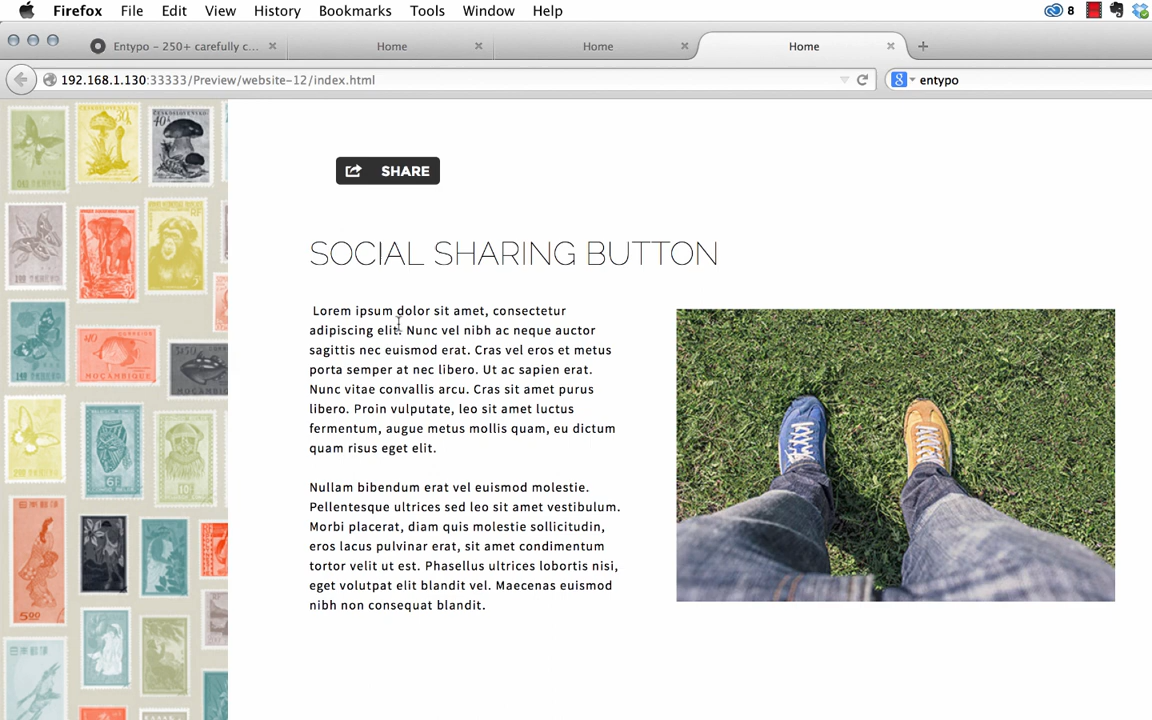 Firefox File Edit View History Bookmarks Tools Window Help 8
Entypo – 250+ carefully c... Home Home Home
192.168.1.130:33333/Preview/website-12/index.html entypo
SHARE
SOCIAL SHARING BUTTON
Lorem ipsum dolor sit amet, consectetur
adipiscing elit. Nunc vel nibh ac neque auctor
sagittis nec euismod erat. Cras vel eros et metus
porta semper at nec libero. Ut ac sapien erat.
Nunc vitae convallis arcu. Cras sit amet purus
libero. Proin vulputate, leo sit amet luctus
fermentum, augue metus mollis quam, eu dictum
quam risus eget elit.
Nullam bibendum erat vel euismod molestie.
Pellentesque ultrices sed leo sit amet vestibulum.
Morbi placerat, diam quis molestie sollicitudin,
eros lacus pulvinar erat, sit amet condimentum
tortor velit ut est. Phasellus ultrices lobortis nisi,
eget volutpat elit blandit vel. Maecenas euismod
nibh non consequat blandit.